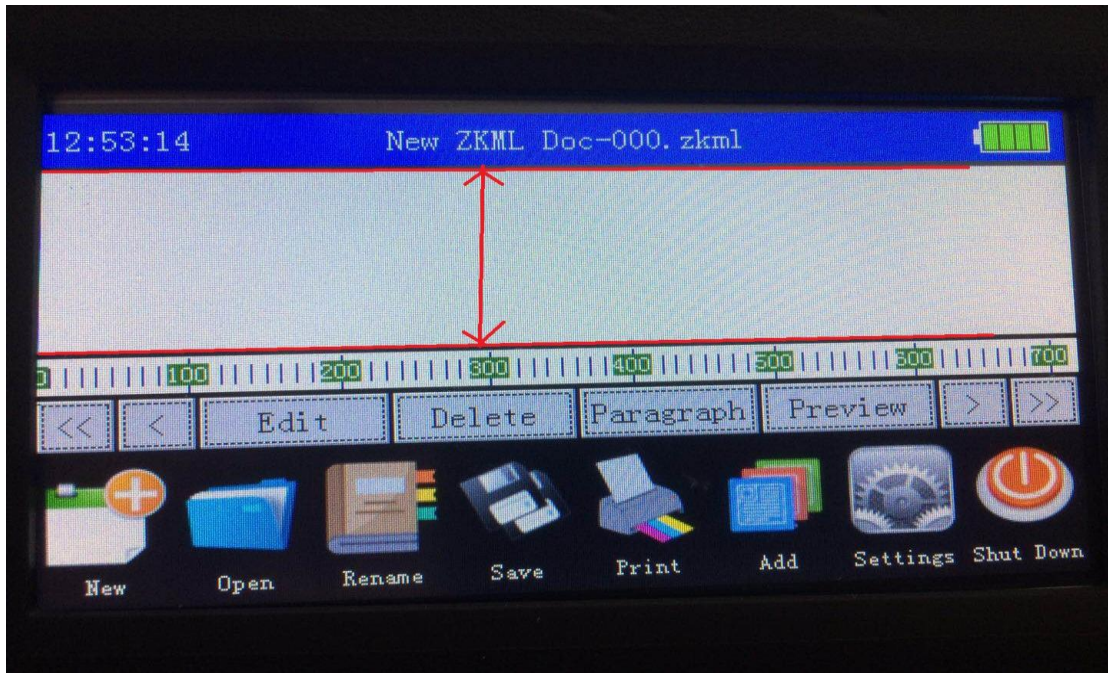 12:53:14 New ZKML Doc-000.zkml
0 100 200 300 400 500 600 700
<< < Edit Delete Paragraph Preview > >>
New Open Rename Save Print Add Settings Shut Down